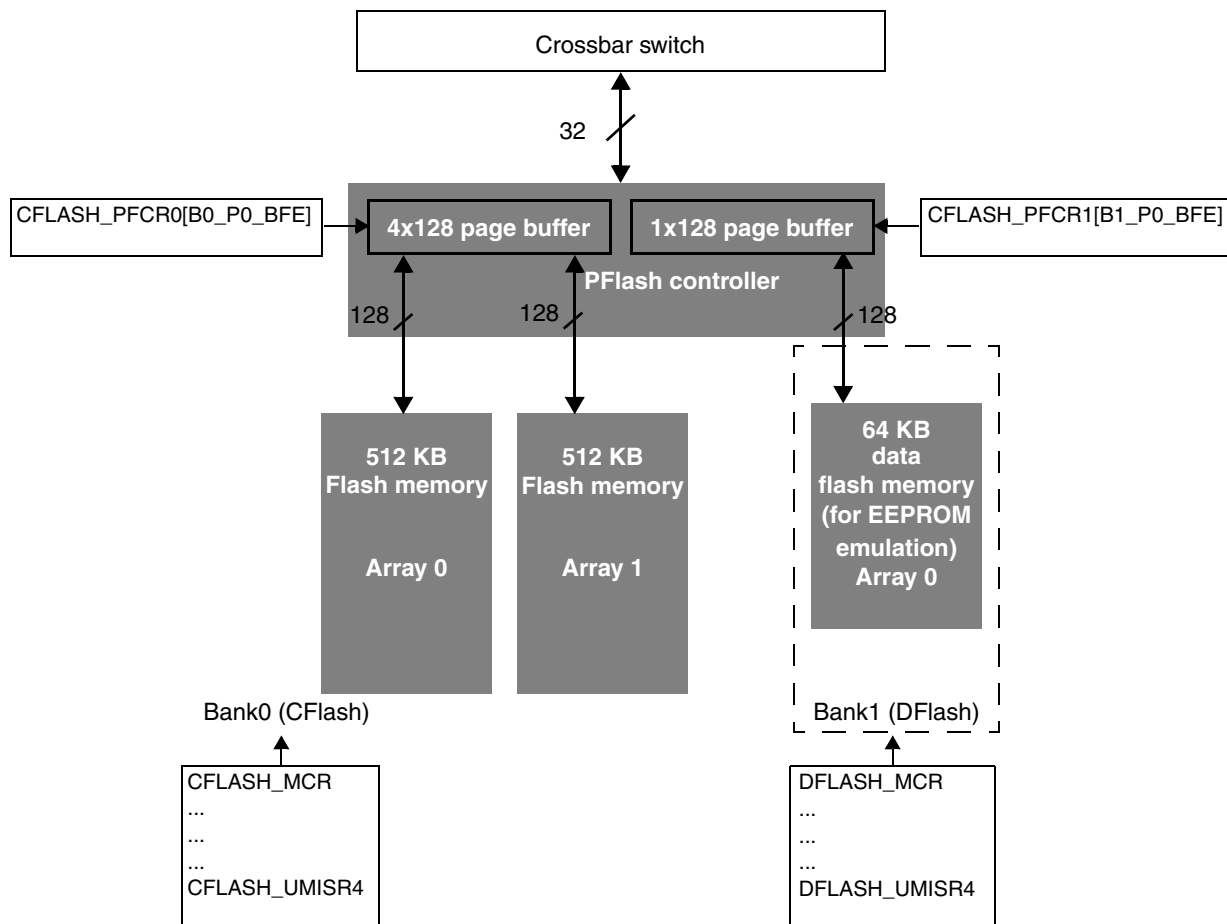 Crossbar switch
32
CFLASH_PFCR0[B0_P0_BFE]
4x128 page buffer
1x128 page buffer
CFLASH_PFCR1[B1_P0_BFE]
PFlash controller
128
128
128
512 KB
Flash memory
Array 0
512 KB
Flash memory
Array 1
64 KB
data
flash memory
(for EEPROM
emulation)
Array 0
Bank0 (CFlash)
Bank1 (DFlash)
CFLASH_MCR
...
...
...
CFLASH_UMISR4
DFLASH_MCR
...
...
...
DFLASH_UMISR4